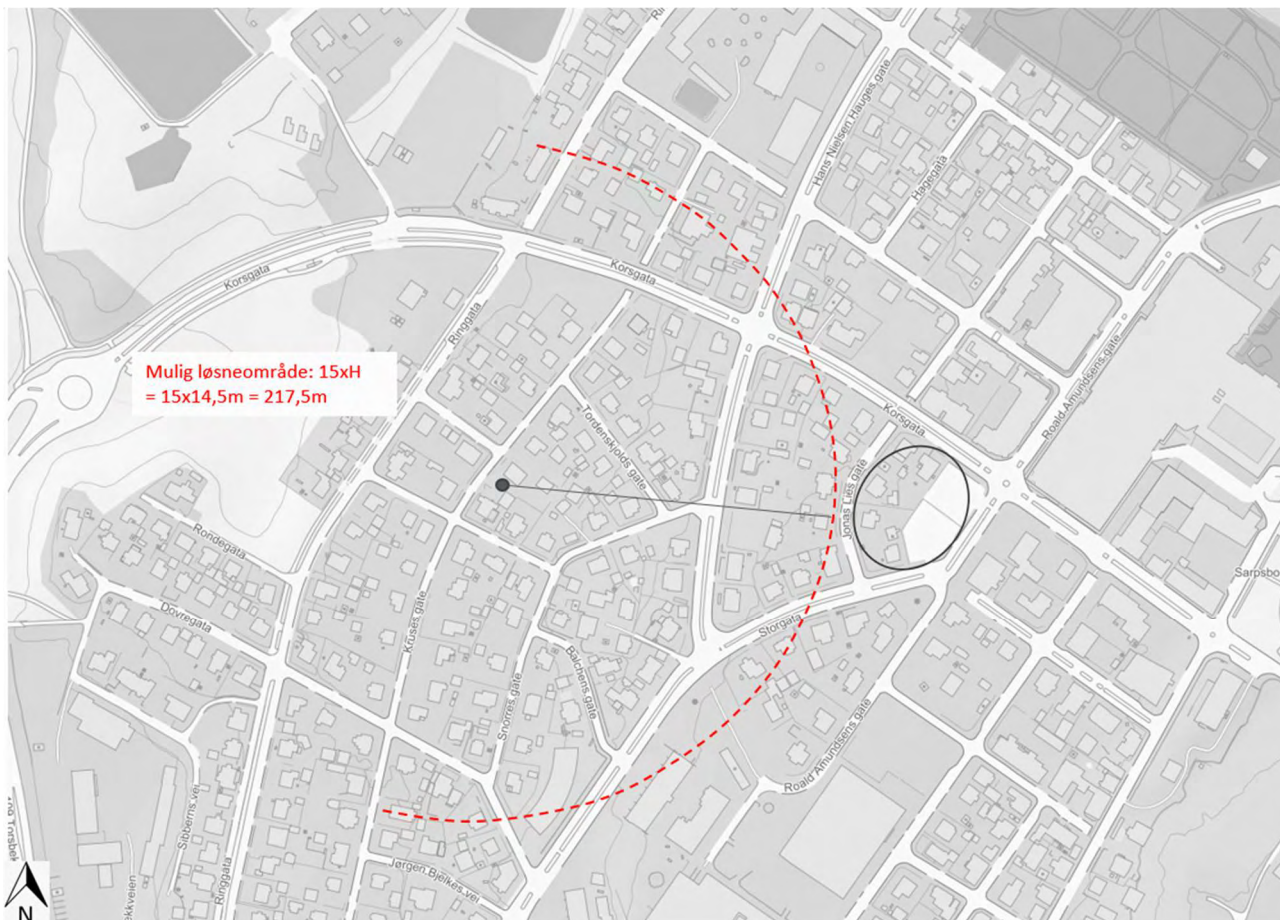 Hans Nielsen Hauges gate
Hagegata
Korsgata
Korsgata
Ringgata
Mulig løsneområde: 15xH
= 15x14,5m = 217,5m
Roald Amundsens gate
Korsgata
Tordenskjolds gate
Jonas Lies gate
Rondegata
Dovregata
Kruses gate
Storgata
Balchens gate
Snorres gate
Roald Amundsens gate
Sibberns vei
Ringgata
Jørgen Bjelkes vei
N